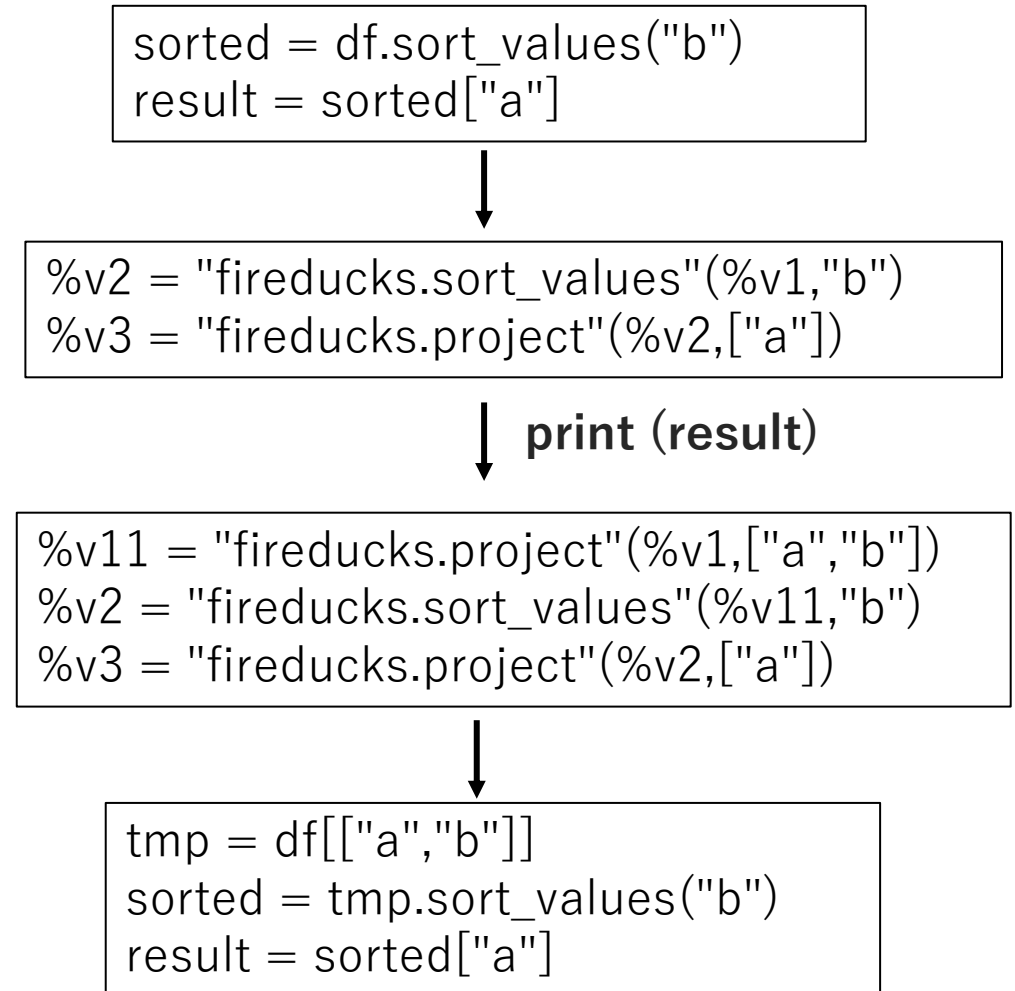 sorted = df.sort_values("b")
result = sorted["a"]
%v2 = "fireducks.sort_values"(%v1,"b")
%v3 = "fireducks.project"(%v2,["a"])
print (result)
%v11 = "fireducks.project"(%v1,["a","b"])
%v2 = "fireducks.sort_values"(%v11,"b")
%v3 = "fireducks.project"(%v2,["a"])
tmp = df[["a","b"]]
sorted = tmp.sort_values("b")
result = sorted["a"]